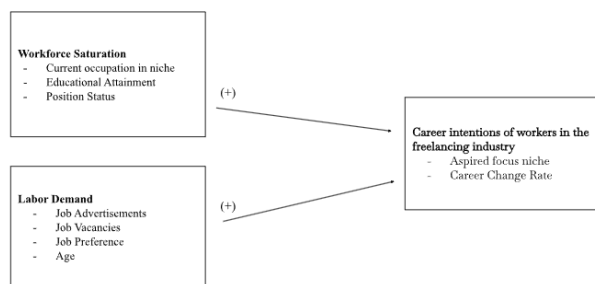 Workforce Saturation
- Current occupation in niche
- Educational Attainment
- Position Status
(+)
Career intentions of workers in the
freelancing industry
- Aspired focus niche
- Career Change Rate
Labor Demand
- Job Advertisements
- Job Vacancies
- Job Preference
- Age
(+)